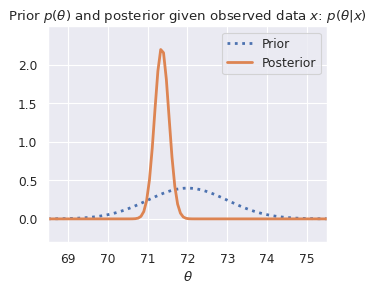 Prior p(θ) and posterior given observed data x: p(θ|x)
Prior
Posterior
2.0
1.5
1.0
0.5
0.0
69 70 71 72 73 74 75
θ